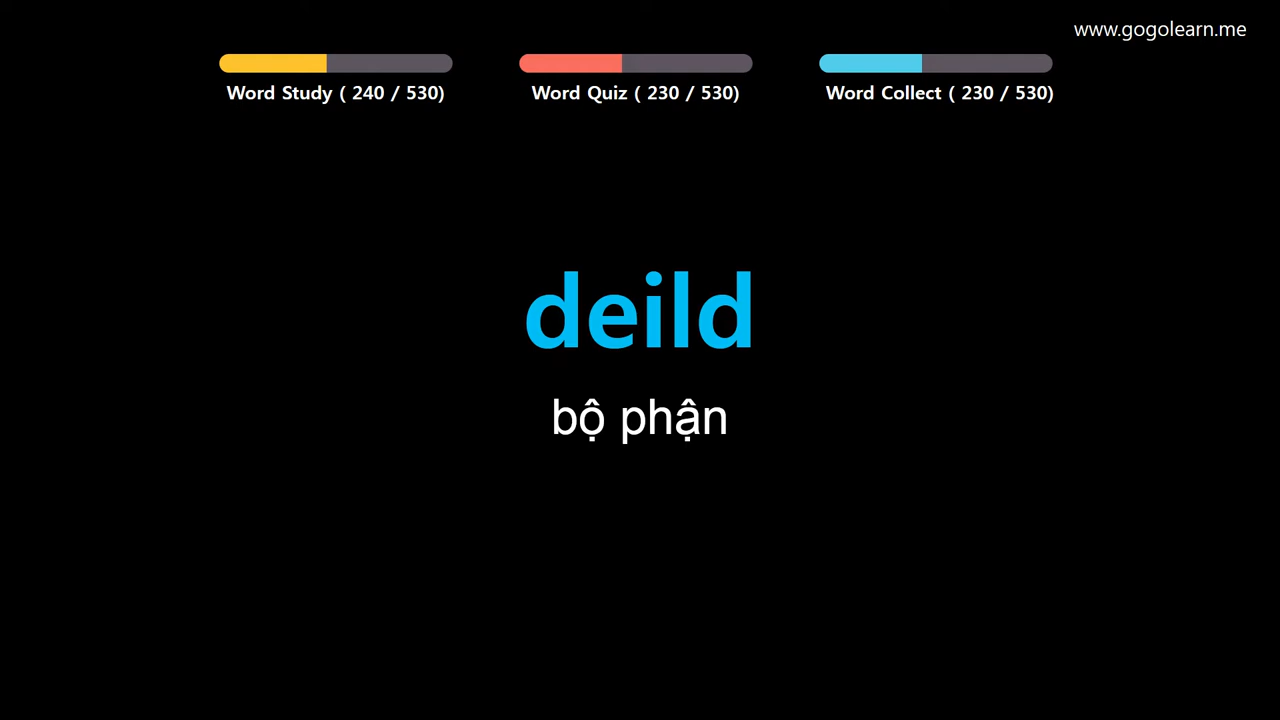 www.gogolearn.me
Word Study ( 240 / 530)
Word Quiz ( 230 / 530)
Word Collect ( 230 / 530)
deild
bộ phận